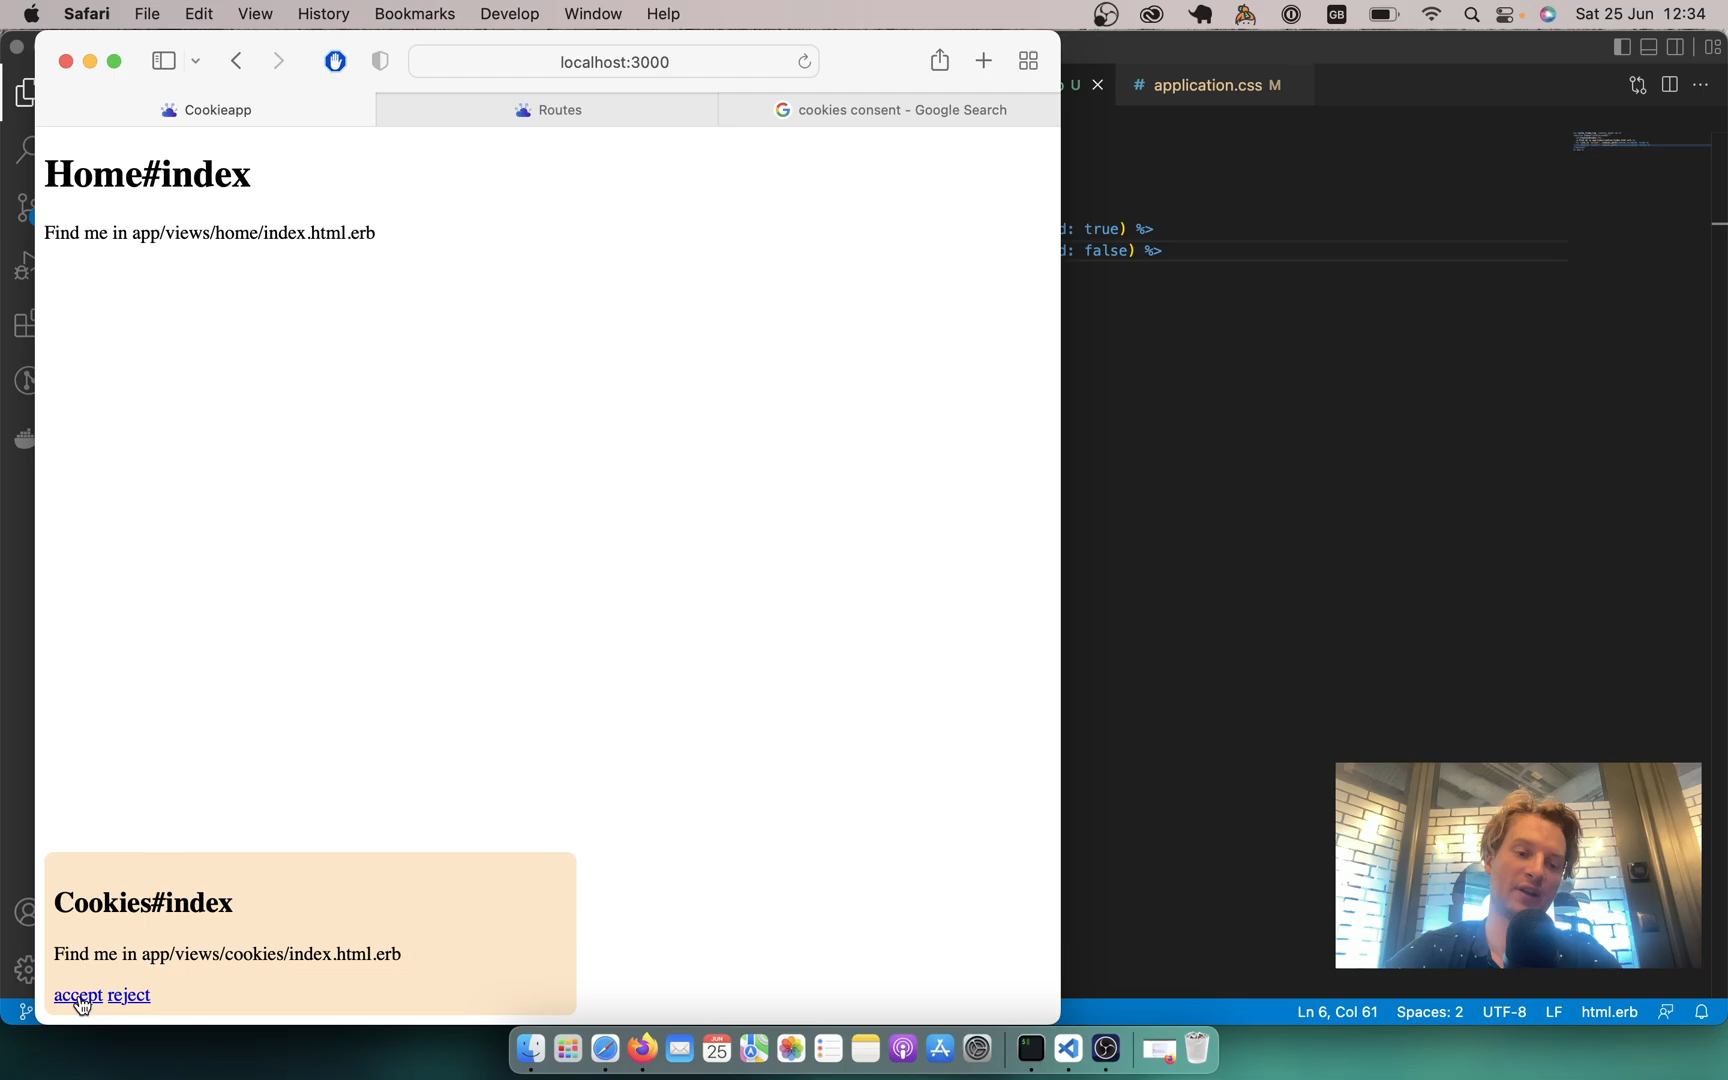 Safari File Edit View History Bookmarks Develop Window Help GB Sat 25 Jun 12:34
localhost:3000
U # application.css M
Cookieapp Routes cookies consent - Google Search
Home#index
Find me in app/views/home/index.html.erb
d: true) %>
d: false) %>
Cookies#index
Find me in app/views/cookies/index.html.erb
accept reject
Ln 6, Col 61 Spaces: 2 UTF-8 LF html.erb
JUN
25